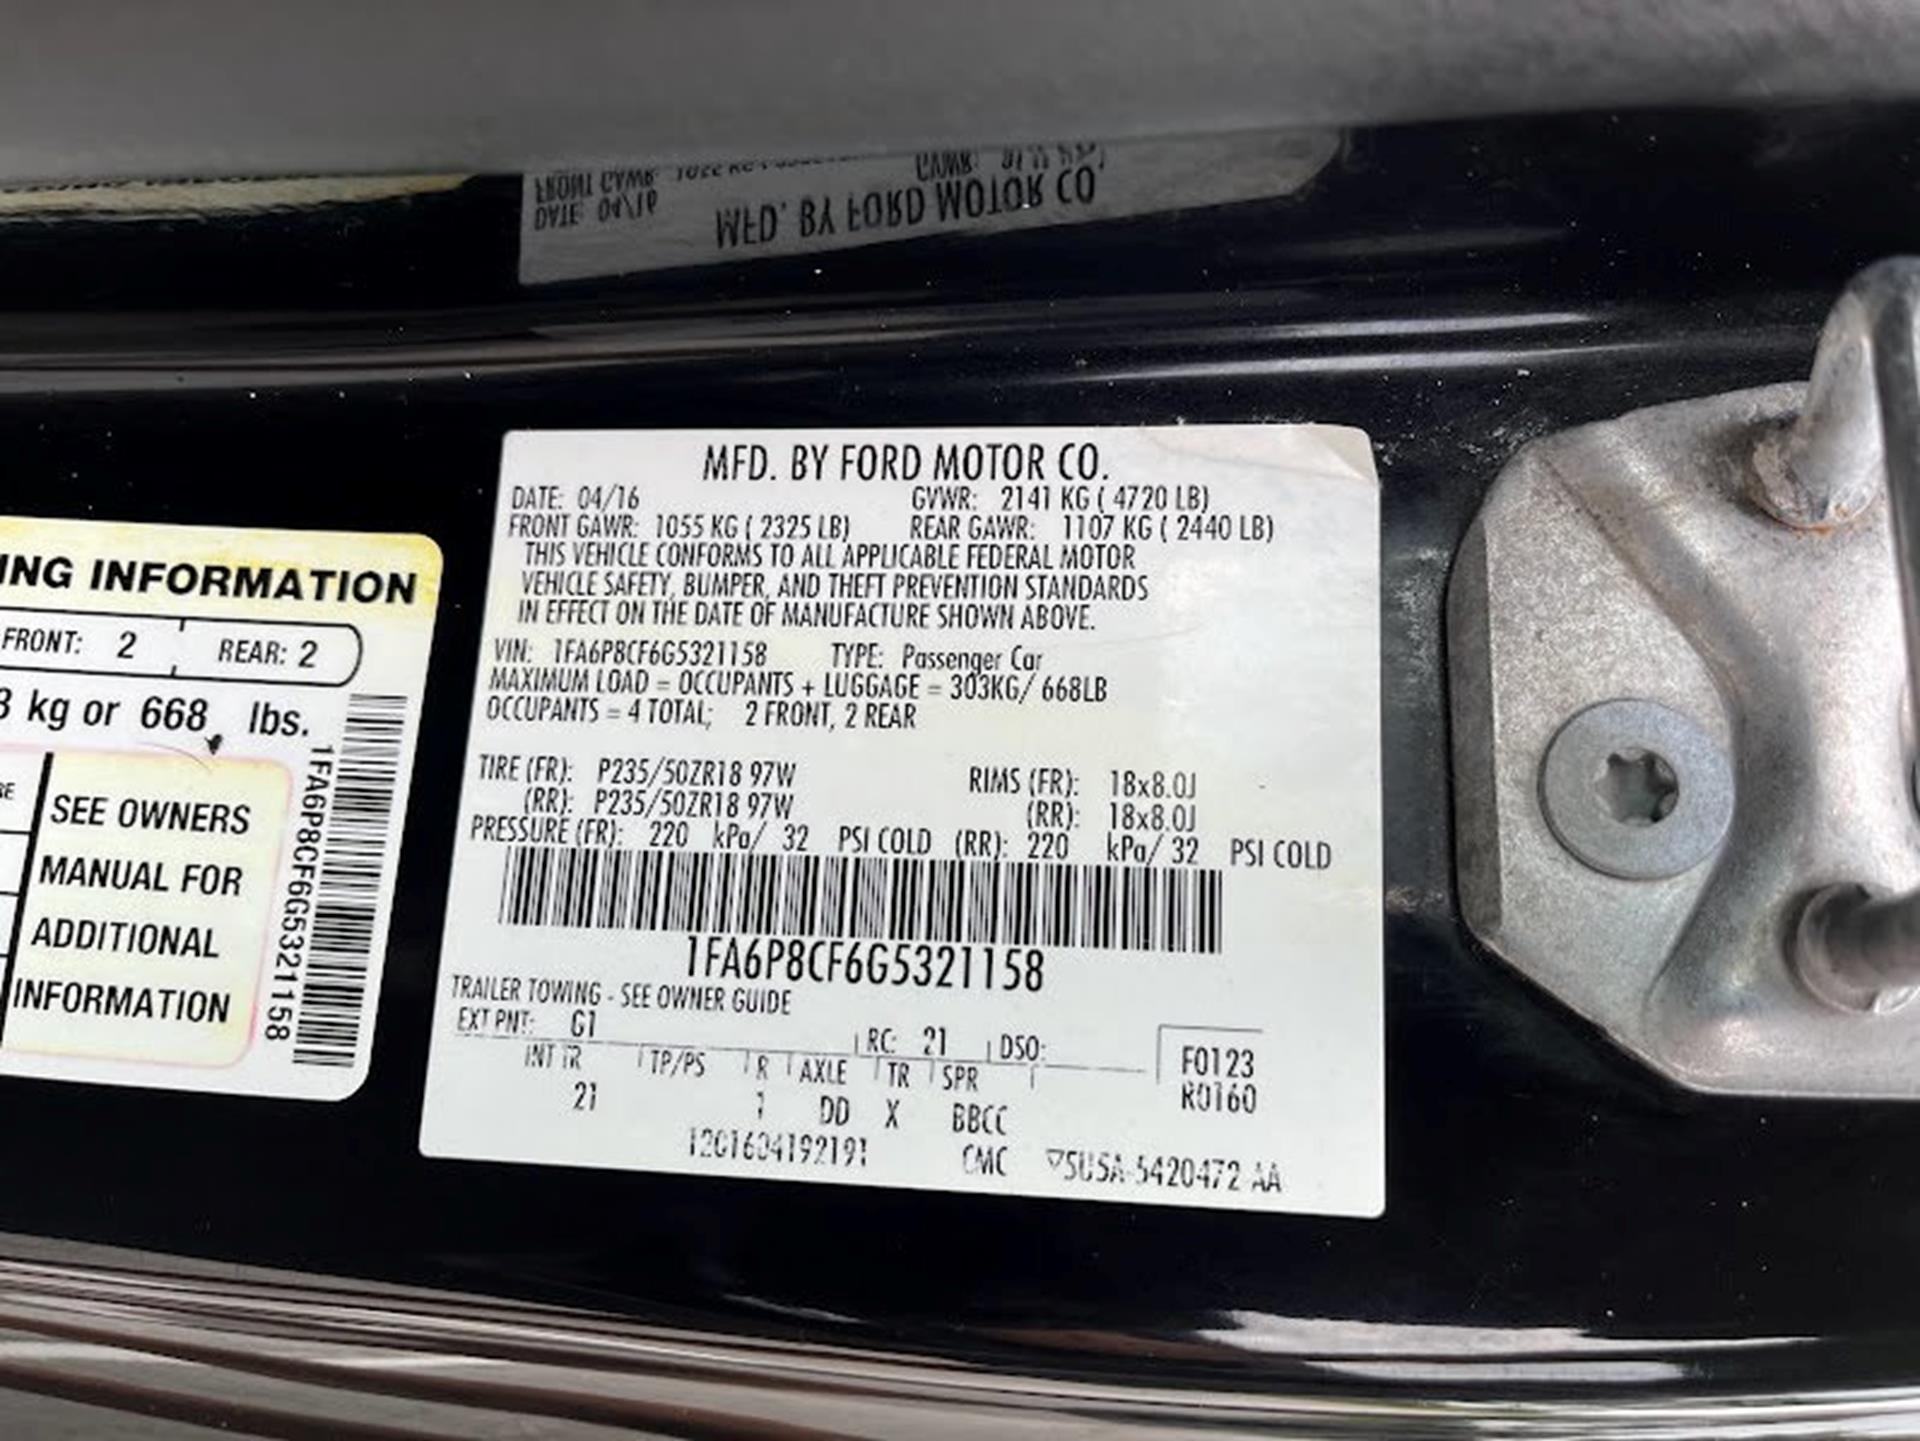 MFD. BY FORD MOTOR CO.
DATE: 04/16 GVWR: 2141 KG ( 4720 LB)
FRONT GAWR: 1055 KG ( 2325 LB) REAR GAWR: 1107 KG ( 2440 LB)
THIS VEHICLE CONFORMS TO ALL APPLICABLE FEDERAL MOTOR
VEHICLE SAFETY, BUMPER, AND THEFT PREVENTION STANDARDS
IN EFFECT ON THE DATE OF MANUFACTURE SHOWN ABOVE.
VIN: 1FA6P8CF6G5321158 TYPE: Passenger Car
MAXIMUM LOAD = OCCUPANTS + LUGGAGE = 303KG/ 668LB
OCCUPANTS = 4 TOTAL; 2 FRONT, 2 REAR
TIRE (FR): P235/50ZR18 97W RIMS (FR): 18x8.0J
(RR): P235/50ZR18 97W (RR): 18x8.0J
PRESSURE (FR): 220 kPa/ 32 PSI COLD (RR): 220 kPa/ 32 PSI COLD
1FA6P8CF6G5321158
TRAILER TOWING - SEE OWNER GUIDE
EXT PNT: G1 RC: 21 DSO:
INT TR TP/PS R AXLE TR SPR
21 1 DD X BBCC
F0123
R0160
CMC ▽5U5A-5420472 AA
ING INFORMATION
FRONT: 2 REAR: 2
3 kg or 668 lbs.
SEE OWNERS
MANUAL FOR
ADDITIONAL
INFORMATION
1FA6P8CF6G5321158